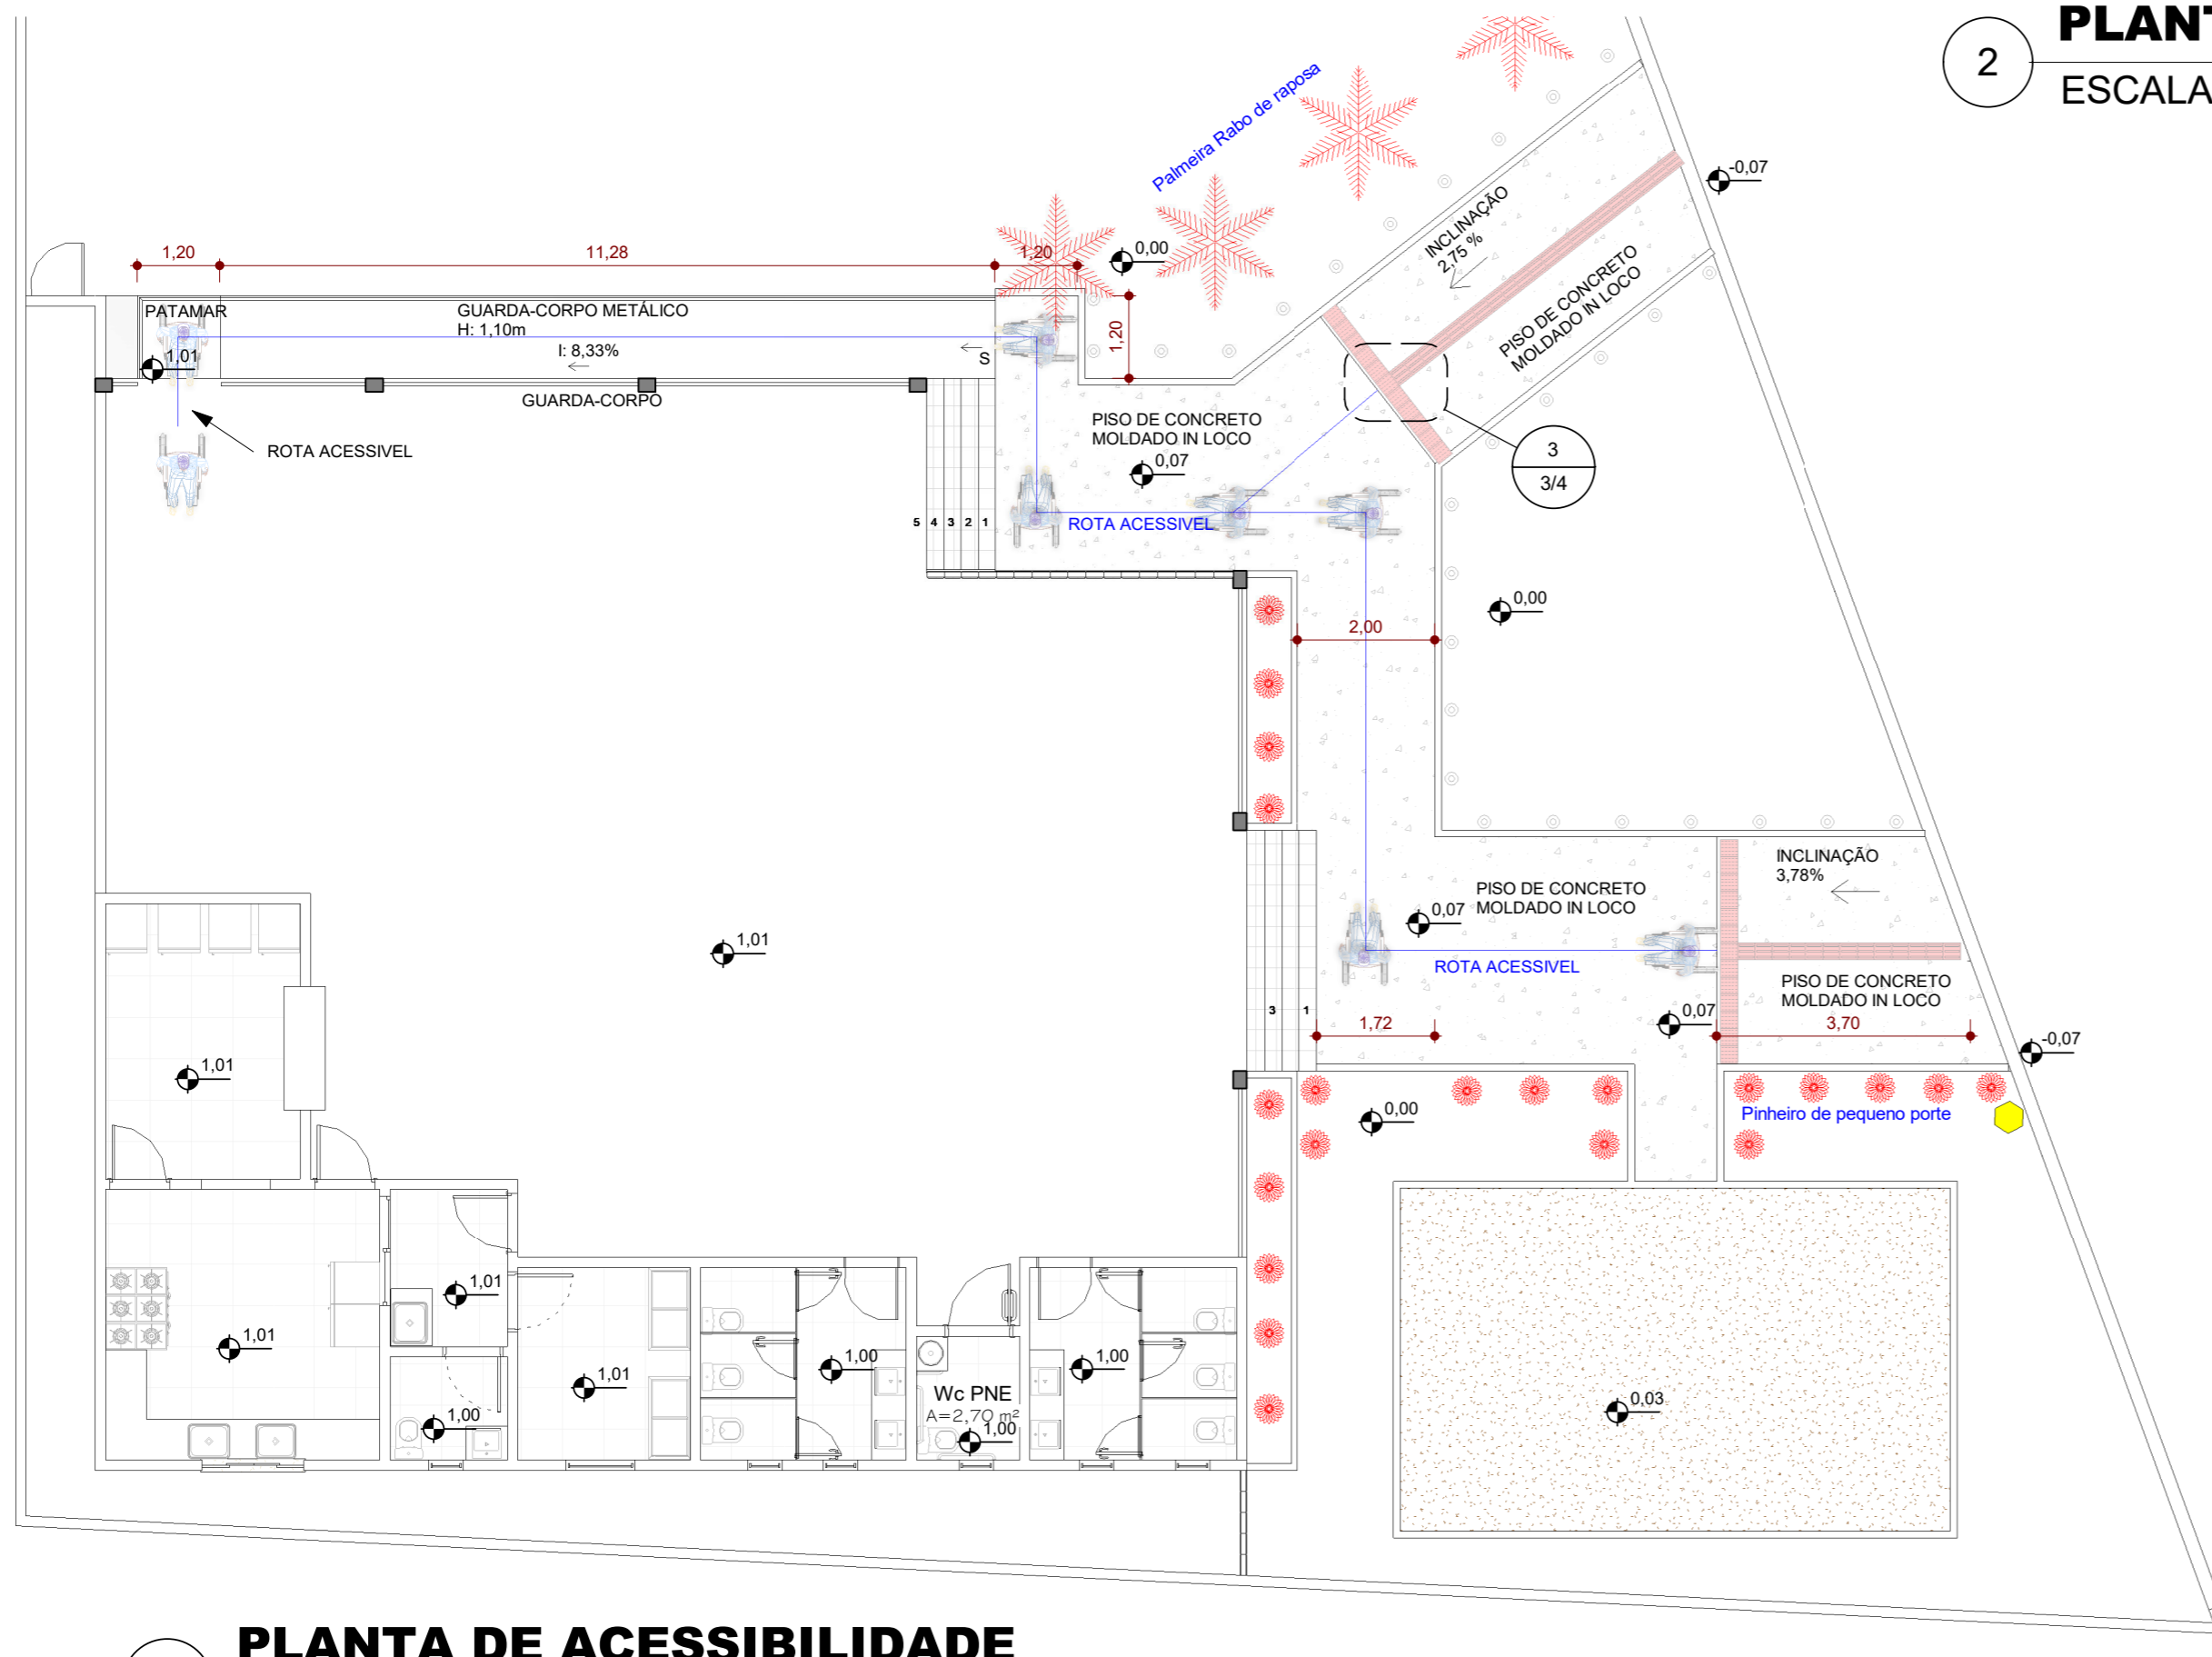 PLANT
2
ESCALA
Palmeira Rabo de raposa
-0,07
INCLINAÇÃO
2,75 %
1,20
11,28
1,20
0,00
PISO DE CONCRETO
MOLDADO IN LOCO
PATAMAR
GUARDA-CORPO METÁLICO
H: 1,10m
1,20
1,01
I: 8,33%
S
GUARDA-CORPO
PISO DE CONCRETO
MOLDADO IN LOCO
ROTA ACESSIVEL
0,07
3
3/4
5 4 3 2 1
ROTA ACESSIVEL
0,00
2,00
INCLINAÇÃO
3,78%
PISO DE CONCRETO
MOLDADO IN LOCO
0,07
1,01
ROTA ACESSIVEL
PISO DE CONCRETO
MOLDADO IN LOCO
3 1
0,07
1,72
3,70
-0,07
1,01
0,00
Pinheiro de pequeno porte
1,01
1,01
1,00
1,00
1,01
Wc PNE
A=2,70 m²
1,00
1,00
0,03
PLANTA DE ACESSIBILIDADE